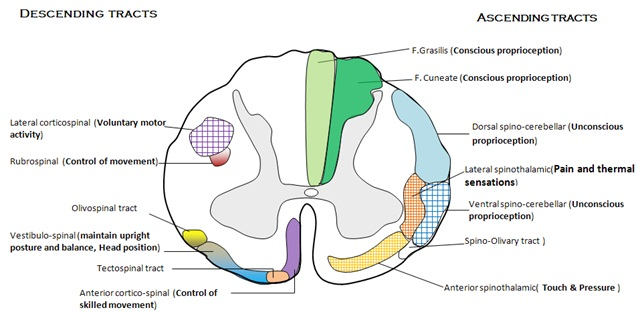 DESCENDING TRACTS
ASCENDING TRACTS
F.Grasilis (Conscious proprioception)
F. Cuneate (Conscious proprioception)
Lateral corticospinal (Voluntary motor
activity)
Rubrospinal (Control of movement)
Dorsal spino-cerebellar (Unconscious
proprioception)
Lateral spinothalamic(Pain and thermal
sensations)
Olivospinal tract
Ventral spino-cerebellar (Unconscious
proprioception)
Vestibulo-spinal (maintain upright
posture and balance, Head position)
Spino-Olivary tract )
Tectospinal tract
Anterior cortico-spinal (Control of
skilled movement)
Anterior spinothalamic( Touch & Pressure )